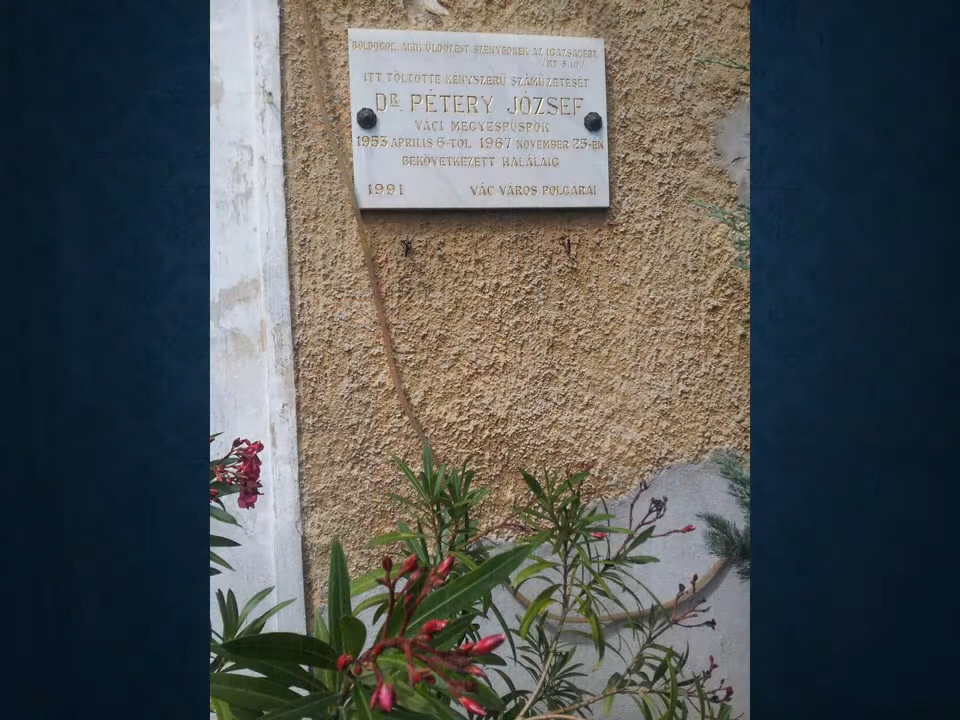 BOLDOGOK, AKIK ÜLDÖZÉST SZENVEDNEK AZ IGAZSÁGÉRT
/MT 5,10/
ITT TÖLTÖTTE KÉNYSZERŰ SZÁMŰZETÉSÉT
DR. PÉTERY JÓZSEF
VÁCI MEGYÉSPÜSPÖK
1953 ÁPRILIS 6-TÓL 1967 NOVEMBER 25-ÉN
BEKÖVETKEZETT HALÁLÁIG
1991 VÁC VÁROS POLGÁRAI